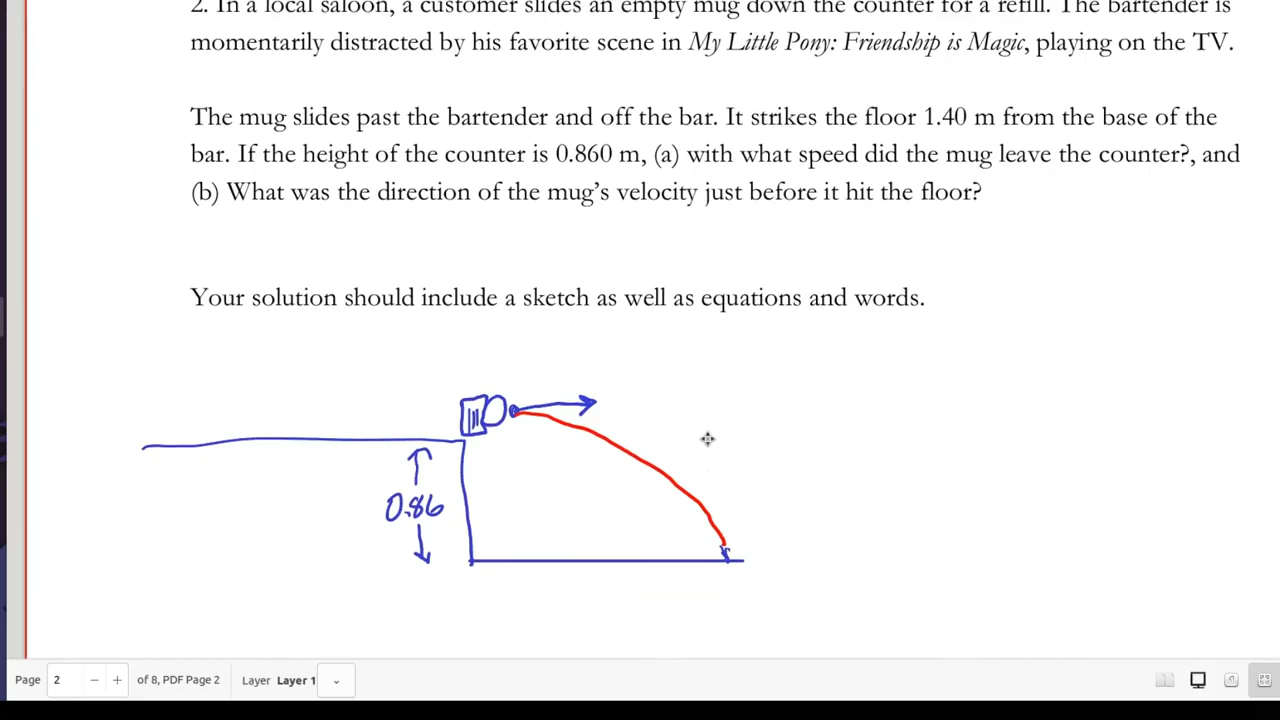 2. In a local saloon, a customer slides an empty mug down the counter for a refill. The bartender is
momentarily distracted by his favorite scene in My Little Pony: Friendship is Magic, playing on the TV.
The mug slides past the bartender and off the bar. It strikes the floor 1.40 m from the base of the
bar. If the height of the counter is 0.860 m, (a) with what speed did the mug leave the counter?, and
(b) What was the direction of the mug’s velocity just before it hit the floor?
Your solution should include a sketch as well as equations and words.
0.86
Page 2 − + of 8, PDF Page 2 Layer Layer 1